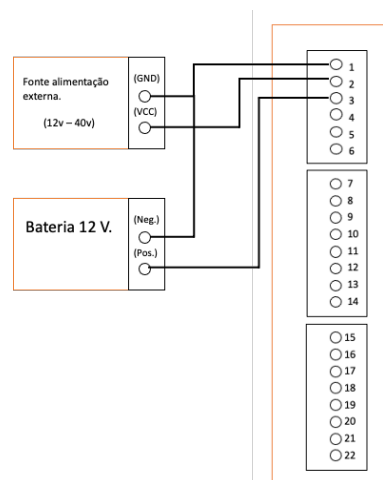 Fonte alimentação
externa.
(12v – 40v)
(GND)
(VCC)
Bateria 12 V.
(Neg.)
(Pos.)
1
2
3
4
5
6
7
8
9
10
11
12
13
14
15
16
17
18
19
20
21
22